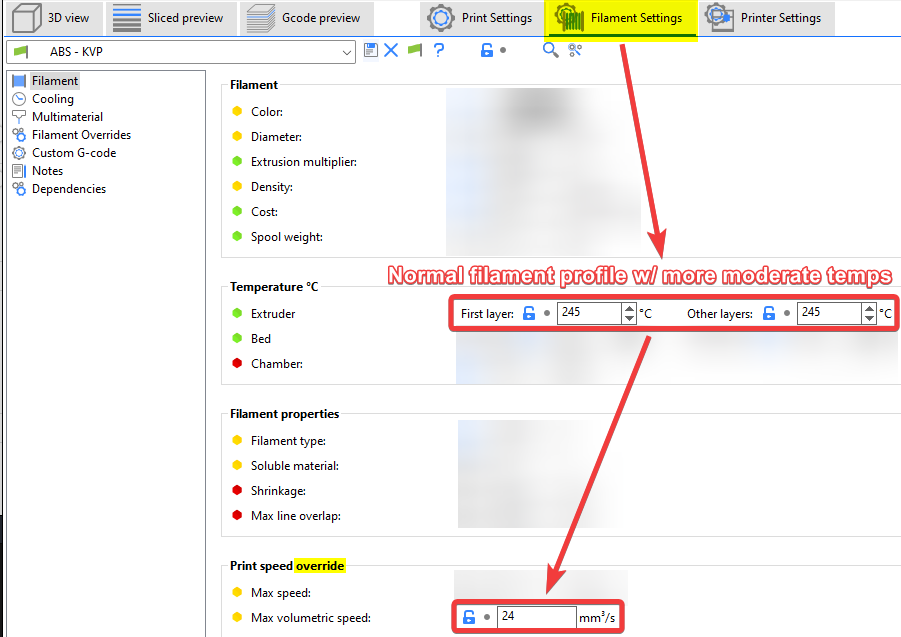 3D view Sliced preview Gcode preview Print Settings Filament Settings Printer Settings
ABS - KVP ?
Filament
Cooling
Multimaterial
Filament Overrides
Custom G-code
Notes
Dependencies
Filament
Color:
Diameter:
Extrusion multiplier:
Density:
Cost:
Spool weight:
Normal filament profile w/ more moderate temps
Temperature °C
Extruder First layer: 245 °C Other layers: 245 °C
Bed
Chamber:
Filament properties
Filament type:
Soluble material:
Shrinkage:
Max line overlap:
Print speed override
Max speed:
Max volumetric speed: 24 mm³/s